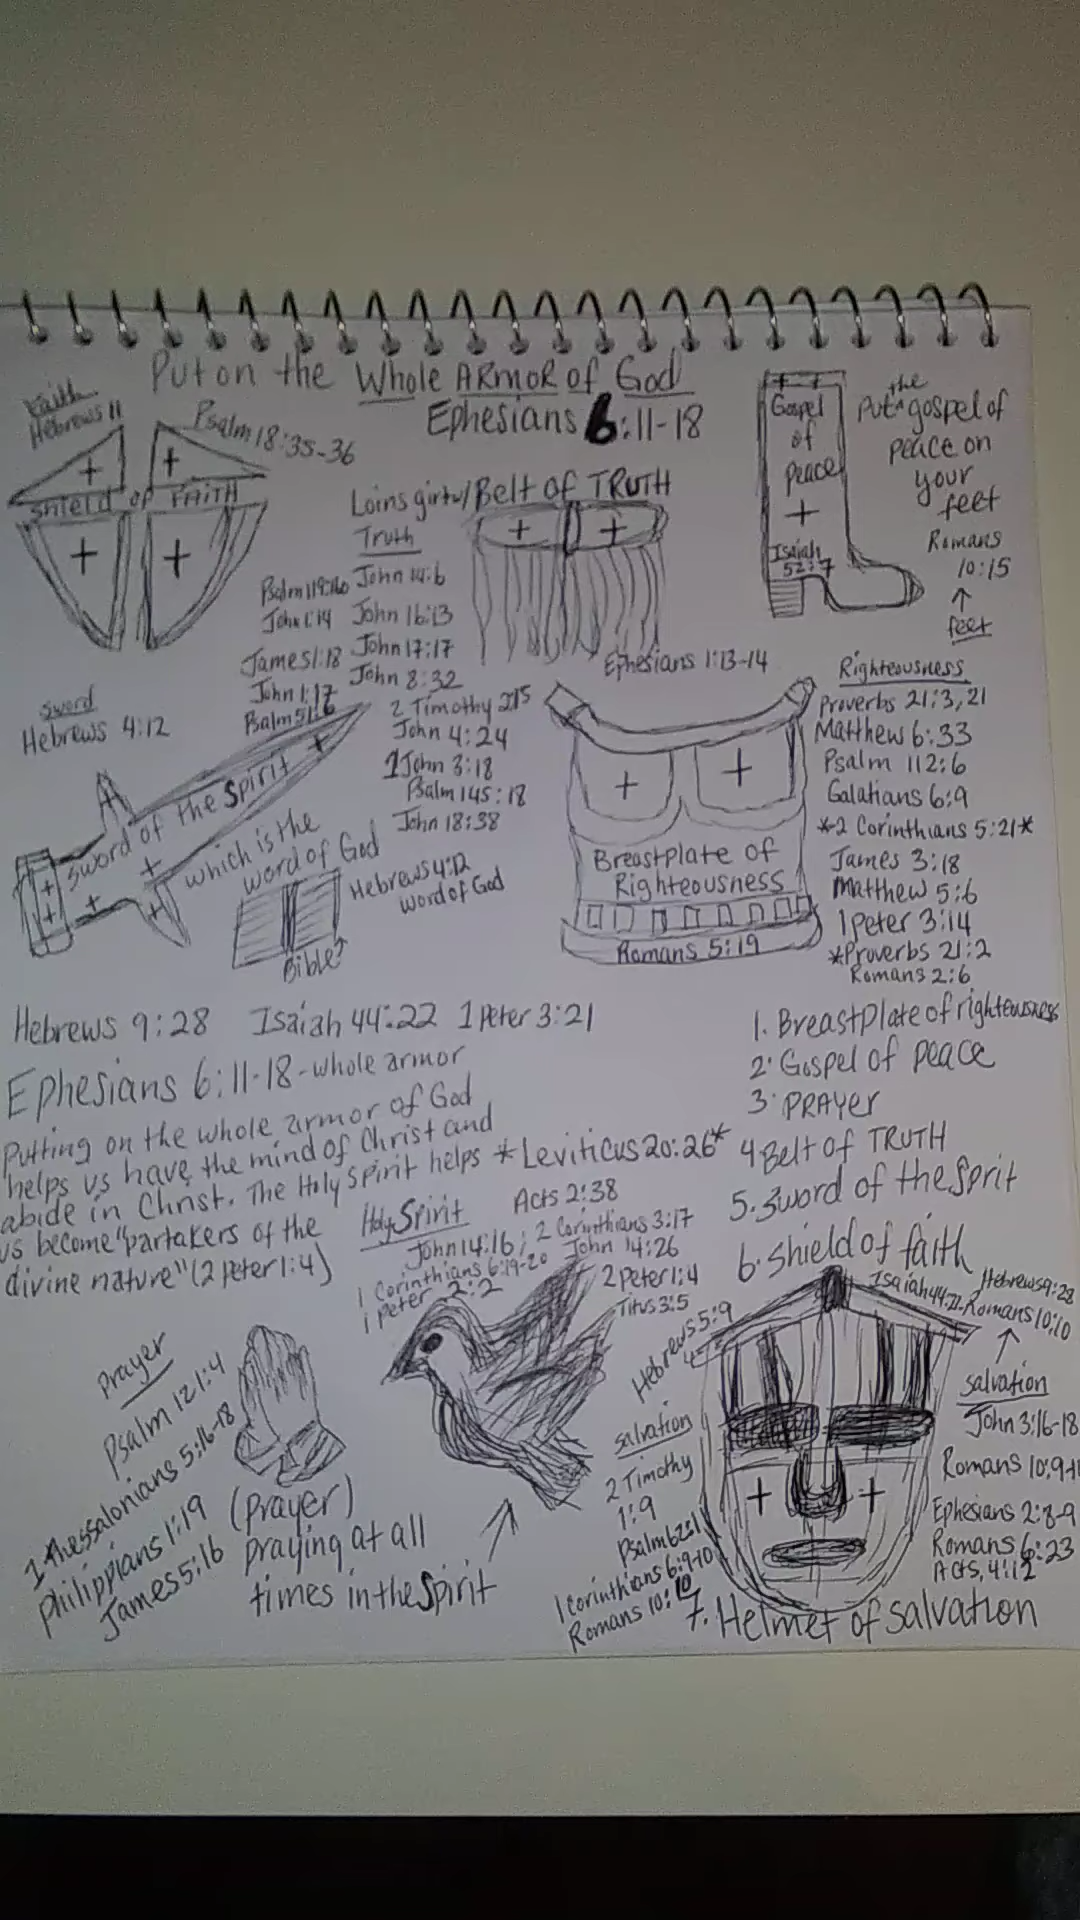 Put on the Whole ARMOR of God
Ephesians 6:11-18
Faith
Hebrews 11
Psalm 18:35-36
Shield of FAITH
Loins girt w/Belt of TRUTH
Truth
Psalm 119:160 John 14:6
John 1:14 John 16:13
James 1:18 John 17:17
John 1:17 John 8:32
Psalm 51:6 2 Timothy 2:15
John 4:24
1 John 3:18
Psalm 145:18
John 18:38
Ephesians 1:13-14
Gospel
of
peace
Isaiah
52:7
Put the gospel of
peace on
your
feet
Romans
10:15
feet
Sword
Hebrews 4:12
Sword of the Spirit
which is the
word of God
Hebrews 4:12
word of God
Bible
Breastplate of
Righteousness
Romans 5:19
Righteousness
Proverbs 21:3,21
Matthew 6:33
Psalm 112:6
Galatians 6:9
*2 Corinthians 5:21*
James 3:18
Matthew 5:6
1 Peter 3:14
*Proverbs 21:2
Romans 2:6
Hebrews 9:28 Isaiah 44:22 1 Peter 3:21
Ephesians 6:11-18-whole armor
Putting on the whole armor of God
helps us have the mind of Christ and
abide in Christ. The Holy Spirit helps
us become "partakers of the
divine nature" (2 Peter 1:4)
*Leviticus 20:26*
1. Breastplate of righteousness
2. Gospel of peace
3. PRAYER
4 Belt of TRUTH
5. Sword of the Sprit
6. Shield of faith
Holy Spirit
Acts 2:38
John 14:16; 2 Corinthians 3:17
1 Corinthians 6:19-20 John 14:26
1 Peter 2:2
2 Peter 1:4
Titus 3:5
Prayer
Psalm 121:4
1 Thessalonians 5:16-18
Philippians 1:19
James 5:16
(Prayer)
praying at all
times in the Spirit
Hebrews 5:9
salvation
2 Timothy
1:9
Psalm 62:1
1 Corinthians 6:9-10
Romans 10:10
Isaiah 44:22-Romans 10:10
Hebrews 9:28
salvation
John 3:16-18
Romans 10:9-1
Ephesians 2:8-9
Romans 6:23
Acts, 4:12
7. Helmet of salvation